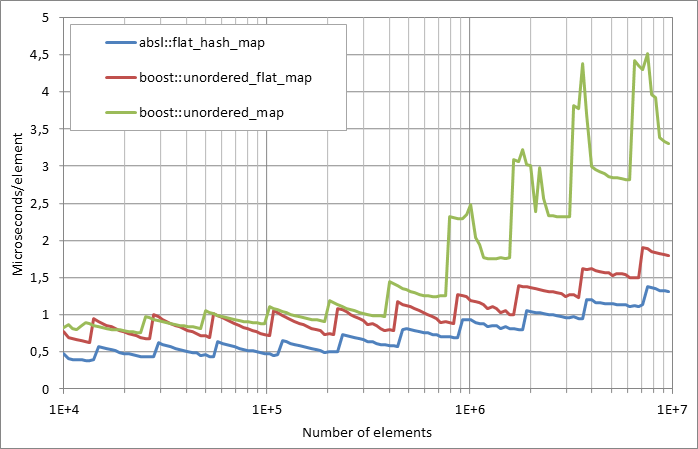 5
4,5
4
3,5
3
2,5
2
1,5
1
0,5
0
Microseconds/element
absl::flat_hash_map
boost::unordered_flat_map
boost::unordered_map
1E+4
1E+5
1E+6
1E+7
Number of elements